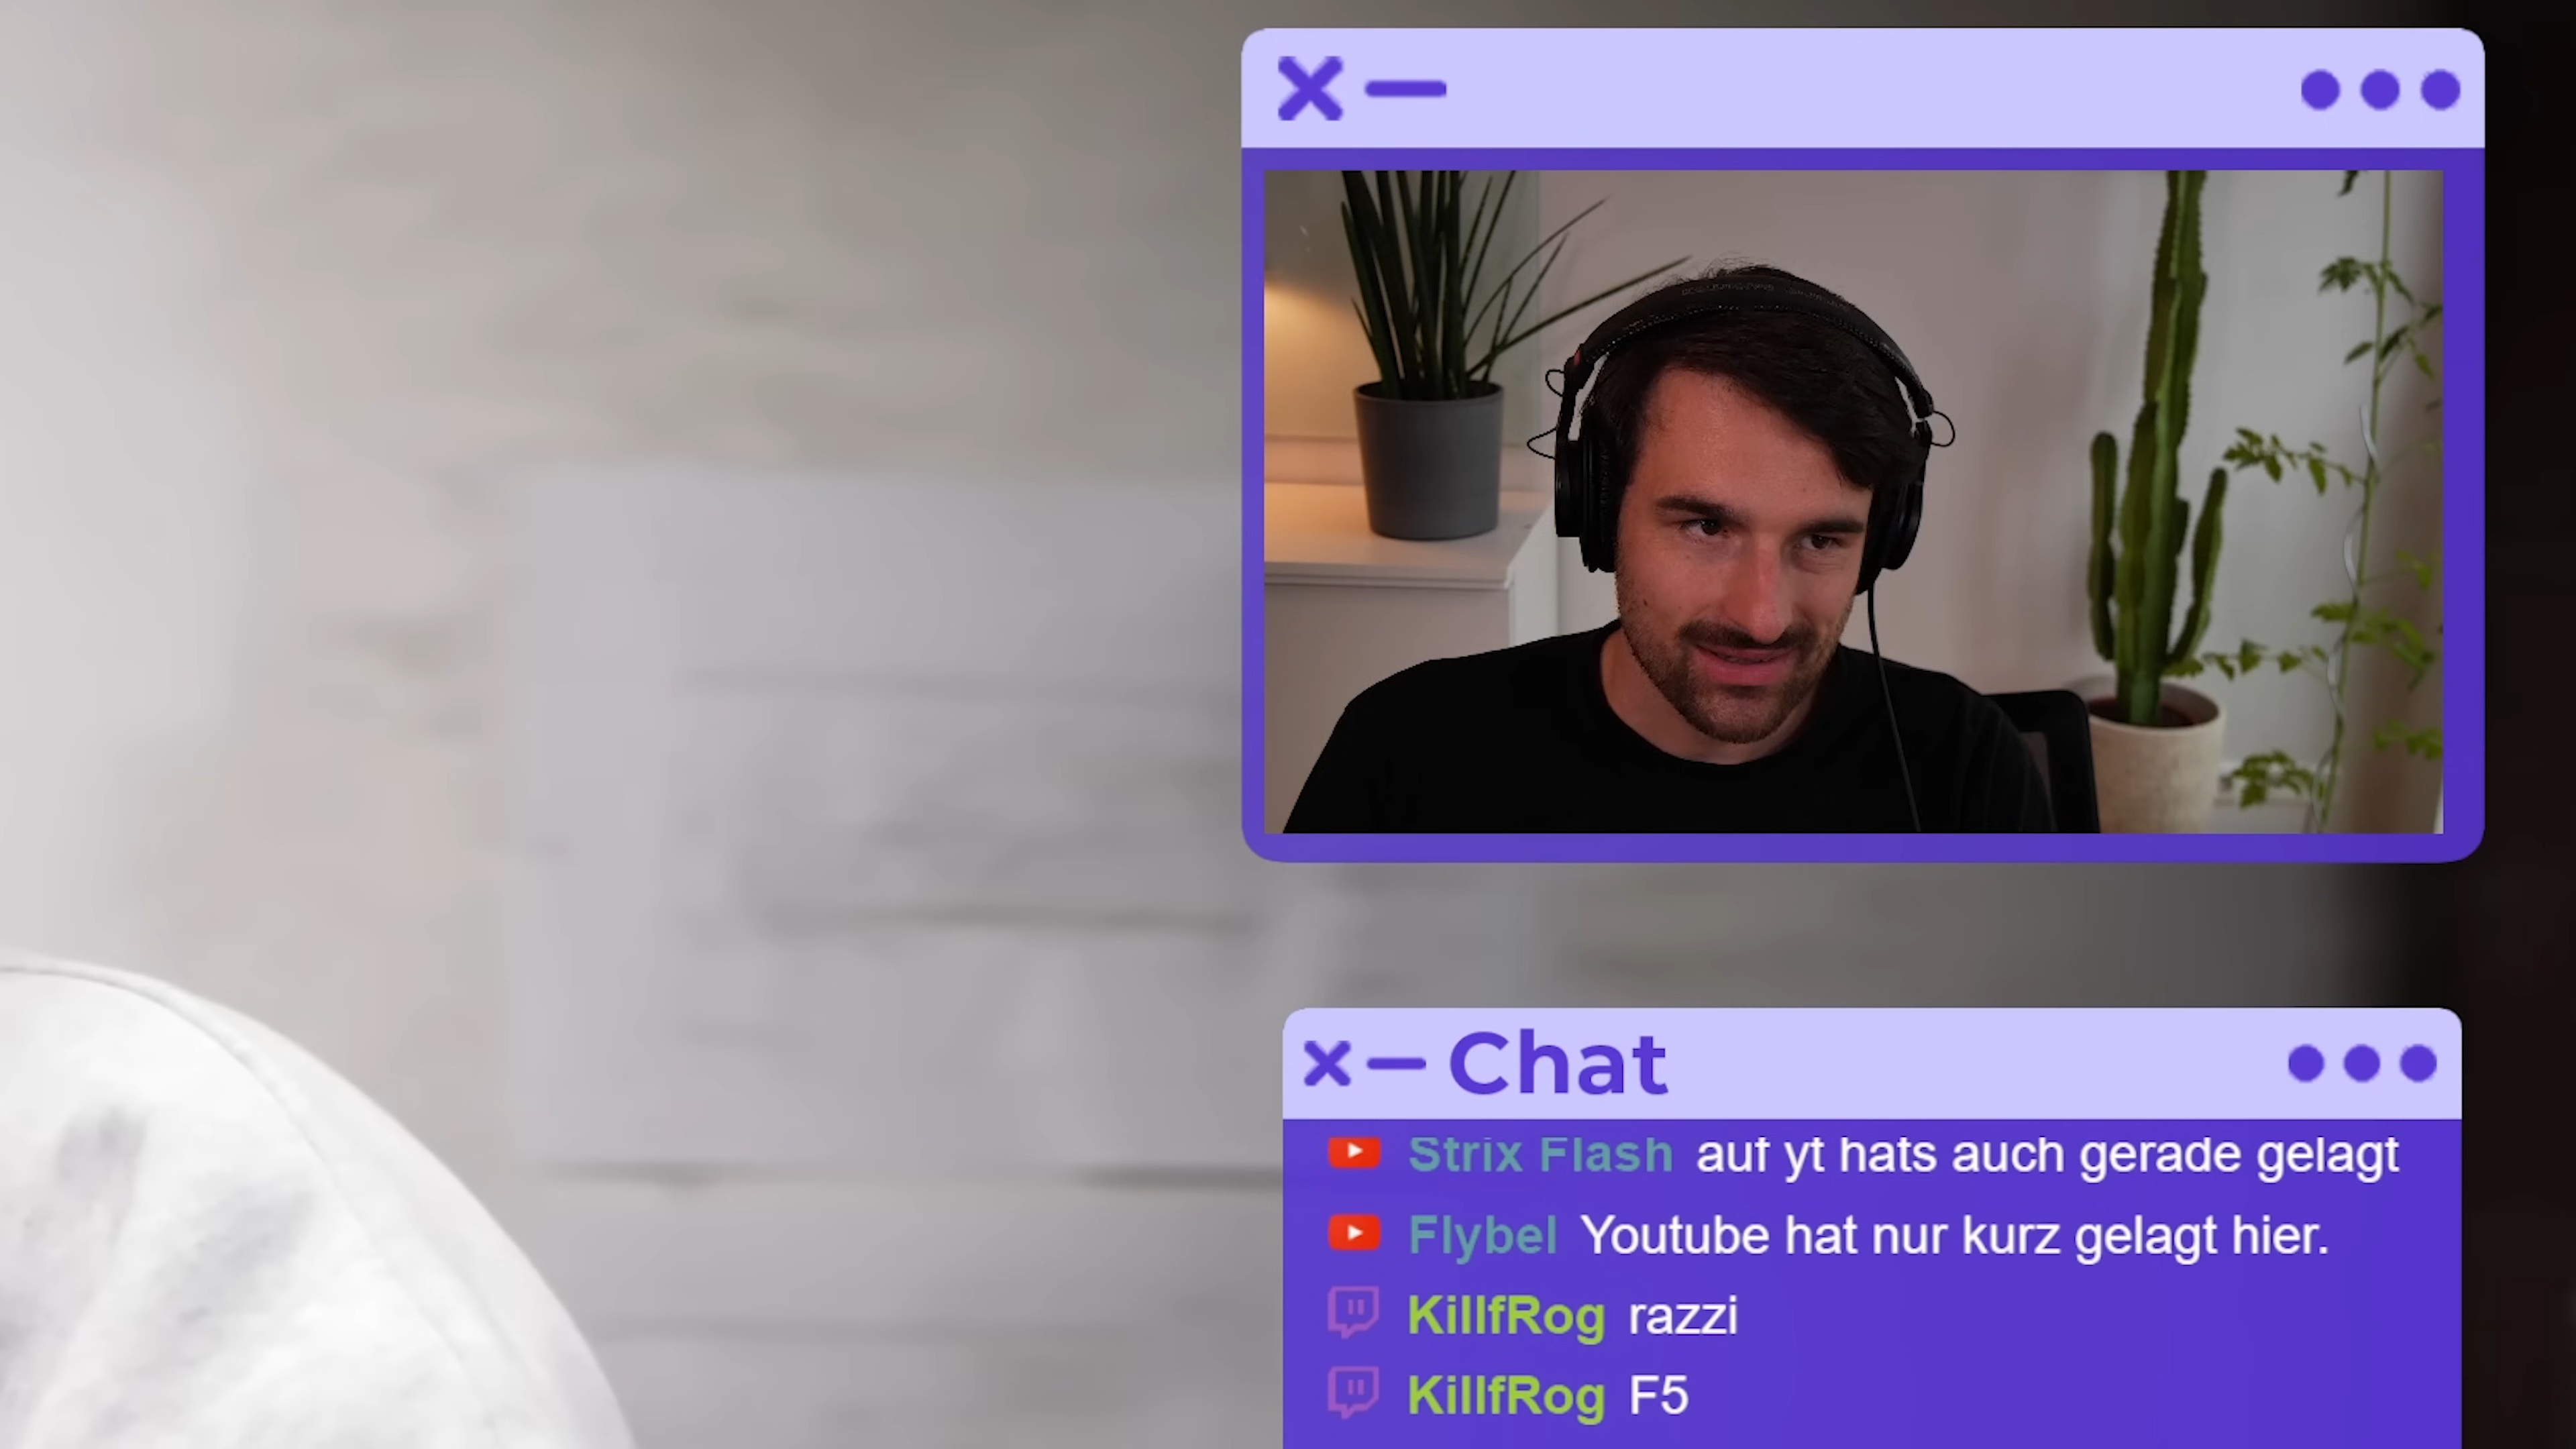 Chat
Strix Flash auf yt hats auch gerade gelagt
Flybel Youtube hat nur kurz gelagt hier.
KillfRog razzi
KillfRog F5